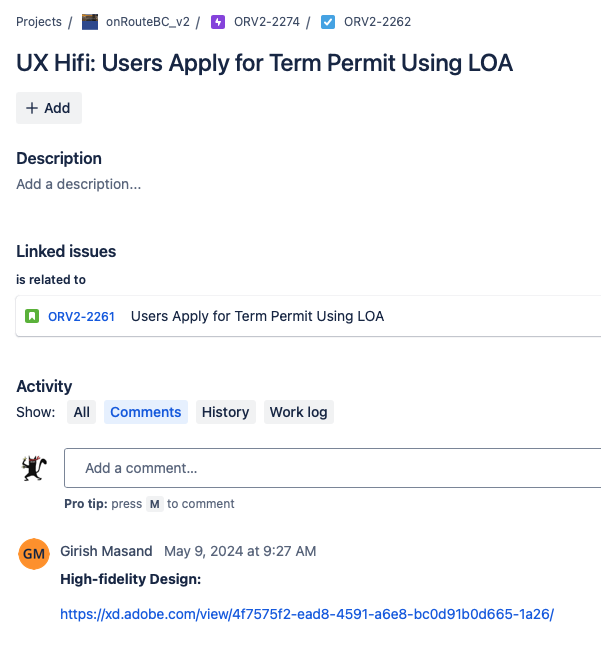 Projects / onRouteBC_v2 / ORV2-2274 / ORV2-2262
UX Hifi: Users Apply for Term Permit Using LOA
+ Add
Description
Add a description...
Linked issues
is related to
ORV2-2261 Users Apply for Term Permit Using LOA
Activity
Show: All Comments History Work log
Add a comment...
Pro tip: press M to comment
GM Girish Masand May 9, 2024 at 9:27 AM
High-fidelity Design:
https://xd.adobe.com/view/4f7575f2-ead8-4591-a6e8-bc0d91b0d665-1a26/